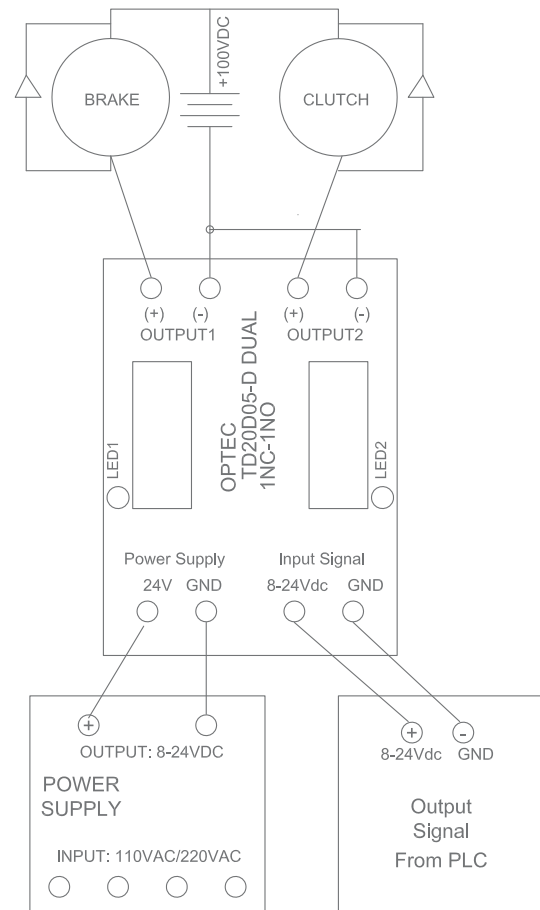 +100VDC
BRAKE
CLUTCH
(+)
(-)
(+)
(-)
OUTPUT1
OUTPUT2
OPTEC
TD20D05-D DUAL
1NC-1NO
LED1
LED2
Power Supply
Input Signal
24V
GND
8-24Vdc
GND
+
OUTPUT: 8-24VDC
POWER
SUPPLY
INPUT: 110VAC/220VAC
+
-
8-24Vdc
GND
Output
Signal
From PLC